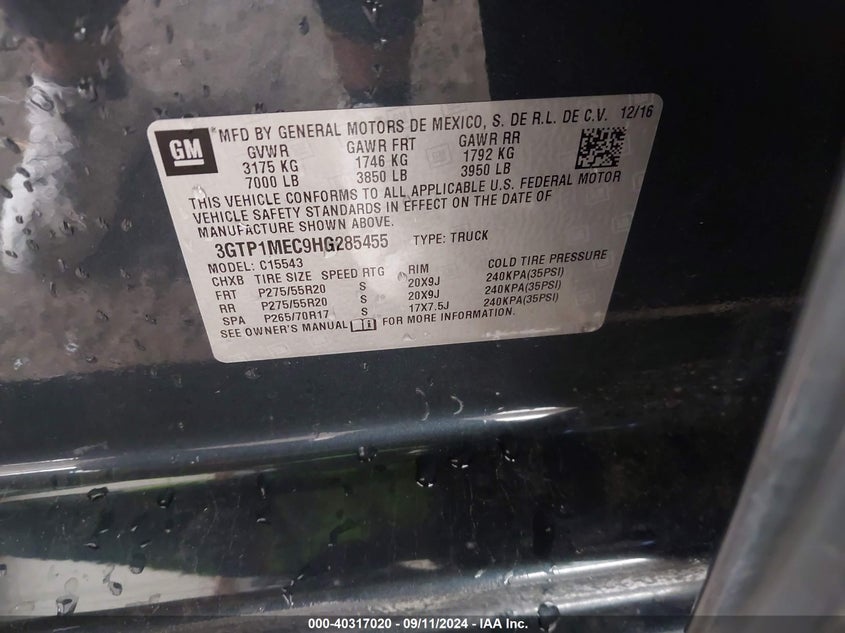 GM
*MFD BY GENERAL MOTORS DE MEXICO, S. DE R.L. DE C.V. 12/16
GVWR GAWR FRT GAWR RR
3175 KG 1746 KG 1792 KG
7000 LB 3850 LB 3950 LB
THIS VEHICLE CONFORMS TO ALL APPLICABLE U.S. FEDERAL MOTOR
VEHICLE SAFETY STANDARDS IN EFFECT ON THE DATE OF
MANUFACTURE SHOWN ABOVE.
3GTP1MEC9HG285455 TYPE: TRUCK
MODEL: C15543
CHXB TIRE SIZE SPEED RTG RIM COLD TIRE PRESSURE
FRT P275/55R20 S 20X9J 240KPA(35PSI)
RR P275/55R20 S 20X9J 240KPA(35PSI)
SPA P265/70R17 S 17X7.5J 240KPA(35PSI)
SEE OWNER'S MANUAL FOR MORE INFORMATION.
000-40317020 - 09/11/2024 - IAA Inc.